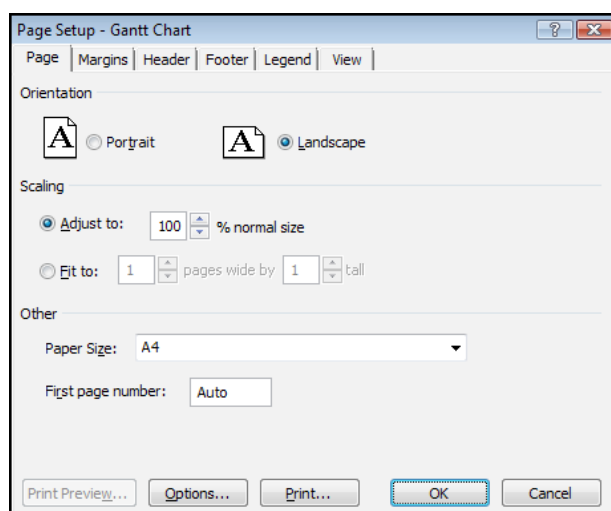 Page Setup - Gantt Chart
Page Margins Header Footer Legend View
Orientation
A Portrait A Landscape
Scaling
Adjust to: 100 % normal size
Fit to: 1 pages wide by 1 tall
Other
Paper Size: A4
First page number: Auto
Print Preview... Options... Print... OK Cancel